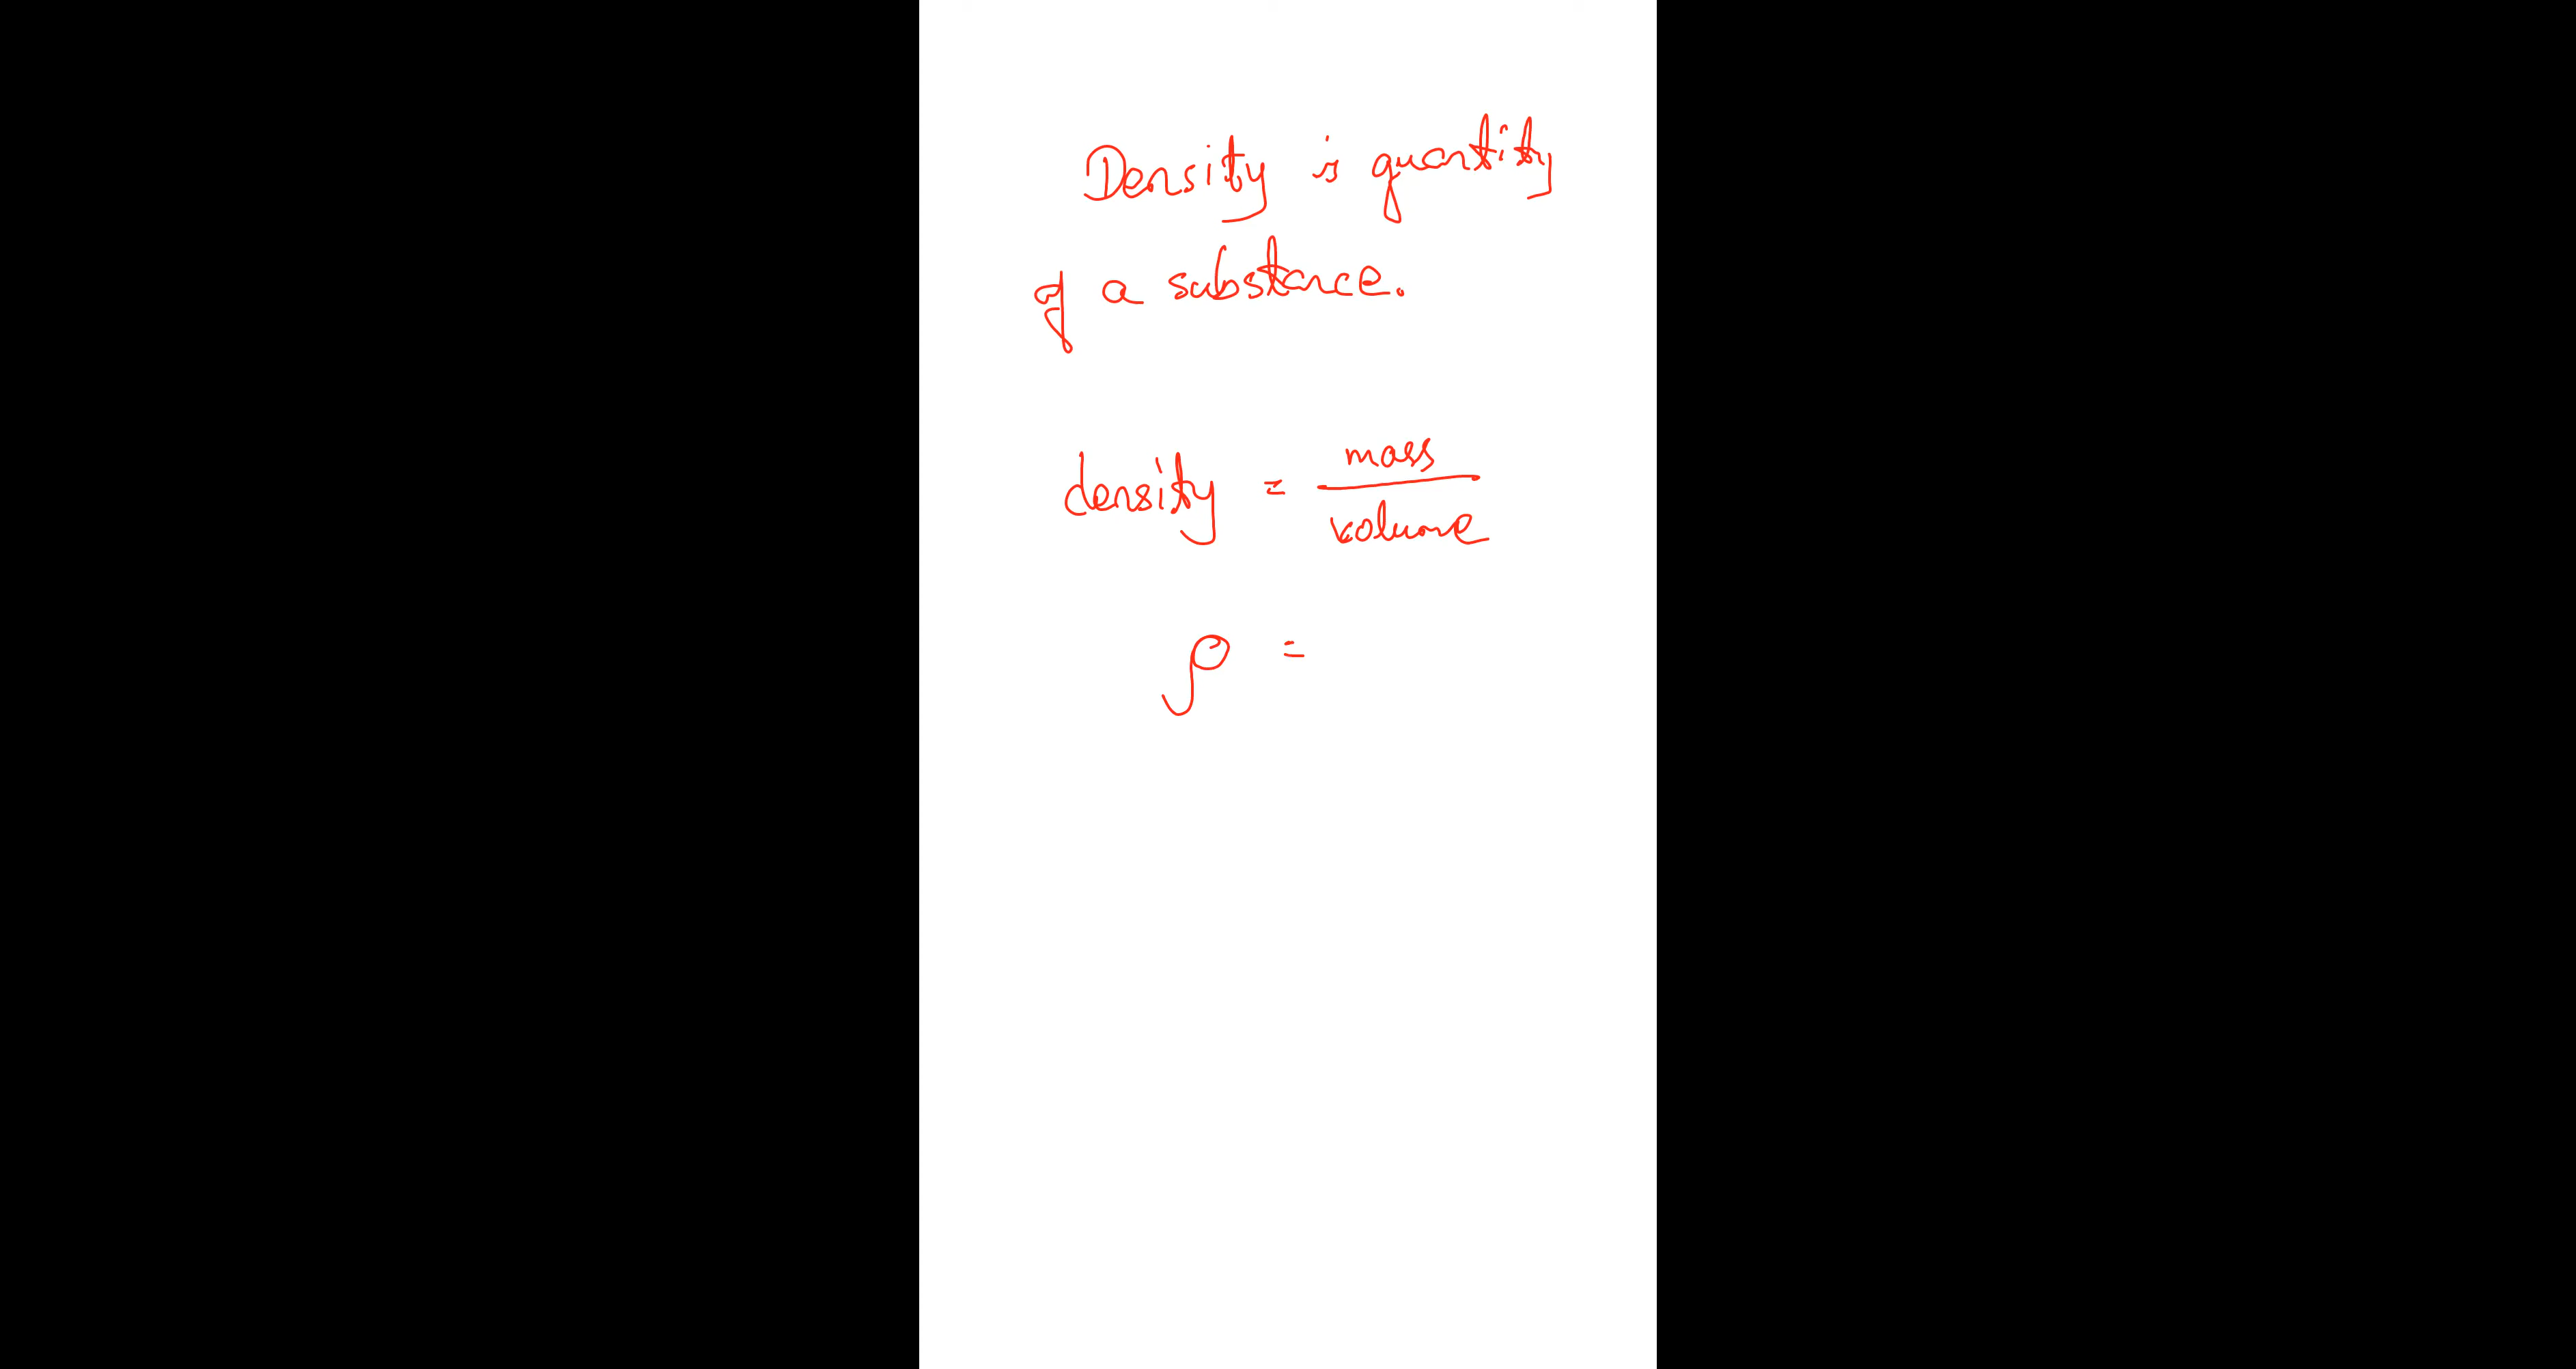 Density is quantity
of a substance.
density = mass / volume
ρ =